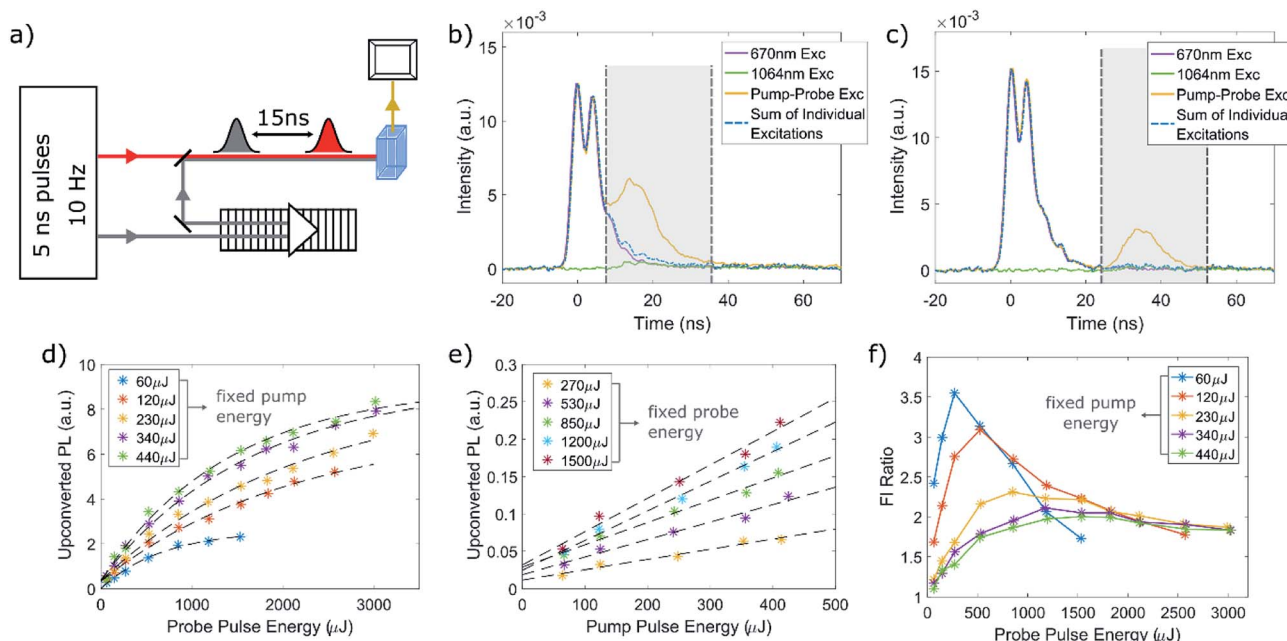 a)
5 ns pulses
10 Hz
15ns
b)
×10⁻³
15
10
5
0
Intensity (a.u.)
670nm Exc
1064nm Exc
Pump-Probe Exc
Sum of Individual
Excitations
-20 0 20 40 60
Time (ns)
c)
×10⁻³
15
10
5
0
Intensity (a.u.)
670nm Exc
1064nm Exc
Pump-Probe Exc
Sum of Individual
Excitations
-20 0 20 40 60
Time (ns)
d)
10
8
6
4
2
0
Upconverted PL (a.u.)
60μJ
120μJ
230μJ
340μJ
440μJ
fixed pump
energy
0 1000 2000 3000
Probe Pulse Energy (μJ)
e)
0.3
0.25
0.2
0.15
0.1
0.05
0
Upconverted PL (a.u.)
270μJ
530μJ
850μJ
1200μJ
1500μJ
fixed probe
energy
0 100 200 300 400 500
Pump Pulse Energy (μJ)
f)
4
3.5
3
2.5
2
1.5
1
FI Ratio
60μJ
120μJ
230μJ
340μJ
440μJ
fixed pump
energy
0 500 1000 1500 2000 2500 3000
Probe Pulse Energy (μJ)